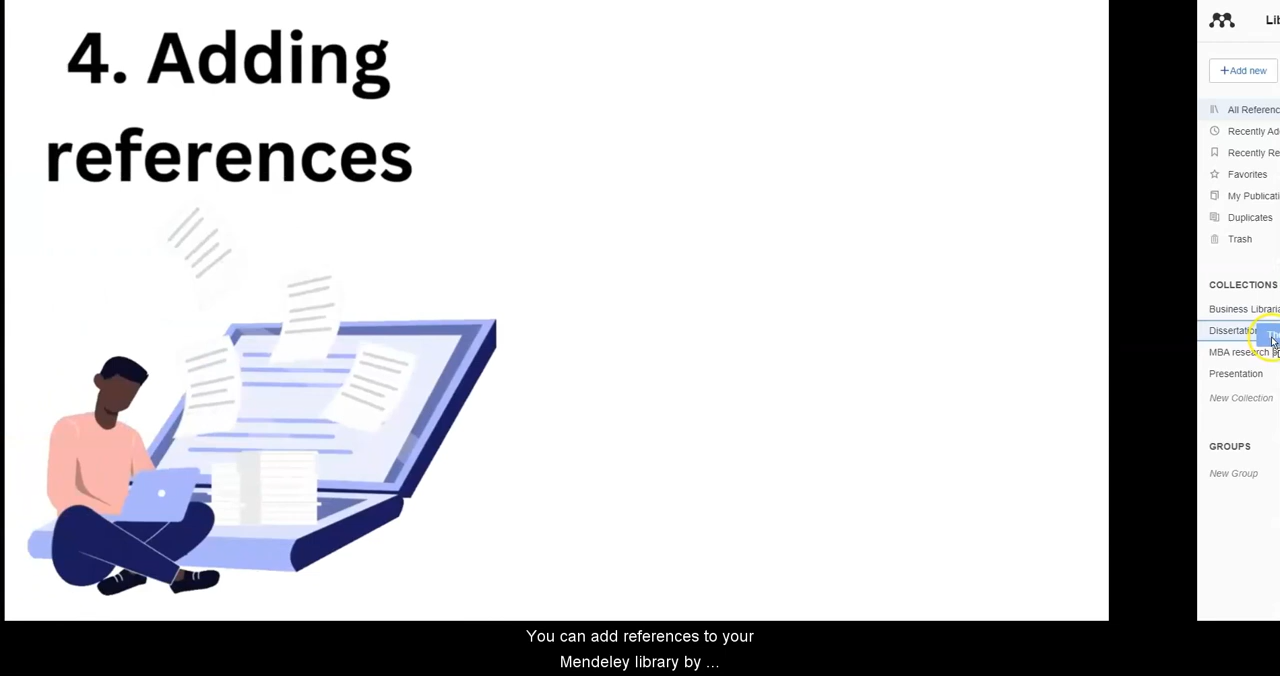 4. Adding
references
Lib
+Add new
All Referenc
Recently Ad
Recently Re
Favorites
My Publicati
Duplicates
Trash
COLLECTIONS
Business Libraria
Dissertation
MBA research
Presentation
New Collection
GROUPS
New Group
You can add references to your
Mendeley library by ...